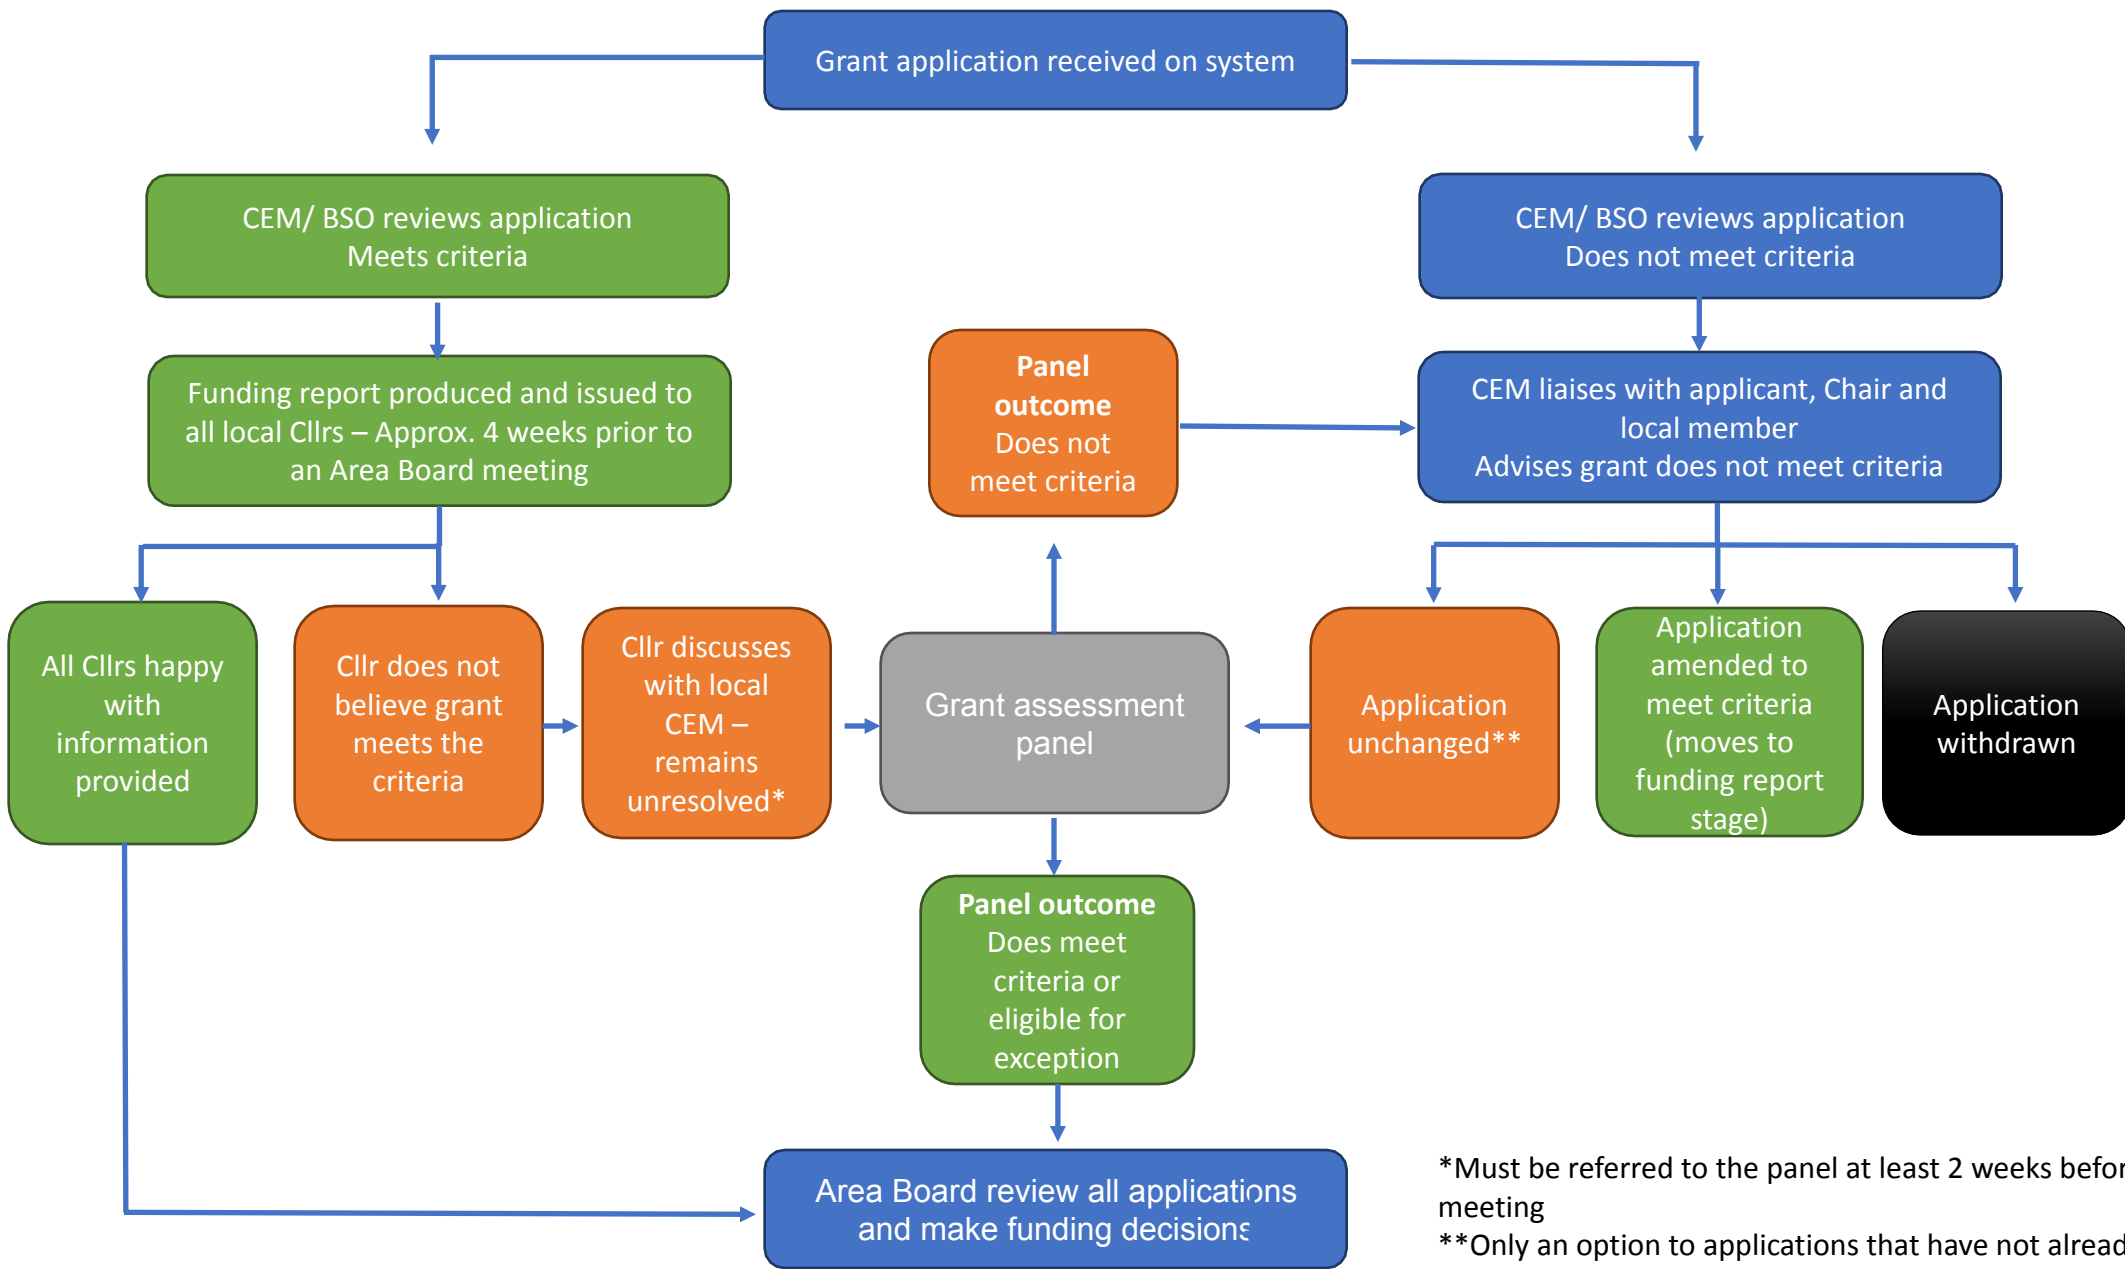 Grant application received on system
CEM/ BSO reviews application
Meets criteria
CEM/ BSO reviews application
Does not meet criteria
Funding report produced and issued to
all local Cllrs – Approx. 4 weeks prior to
an Area Board meeting
Panel
outcome
Does not
meet criteria
CEM liaises with applicant, Chair and
local member
Advises grant does not meet criteria
All Cllrs happy
with
information
provided
Cllr does not
believe grant
meets the
criteria
Cllr discusses
with local
CEM –
remains
unresolved*
Grant assessment
panel
Application
unchanged**
Application
amended to
meet criteria
(moves to
funding report
stage)
Application
withdrawn
Panel outcome
Does meet
criteria or
eligible for
exception
Area Board review all applications
and make funding decisions
*Must be referred to the panel at least 2 weeks
meeting
**Only an option to applications that have not